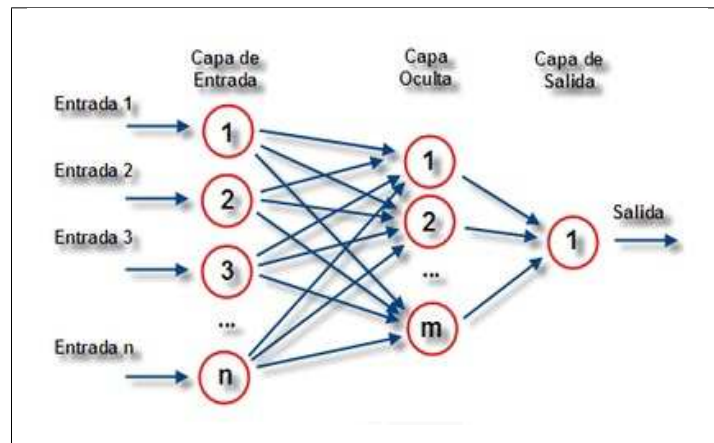 Capa de
Entrada
Capa
Oculta
Capa de
Salida
Entrada 1
1
Entrada 2
2
Entrada 3
3
...
Entrada n
n
1
2
...
m
1
Salida